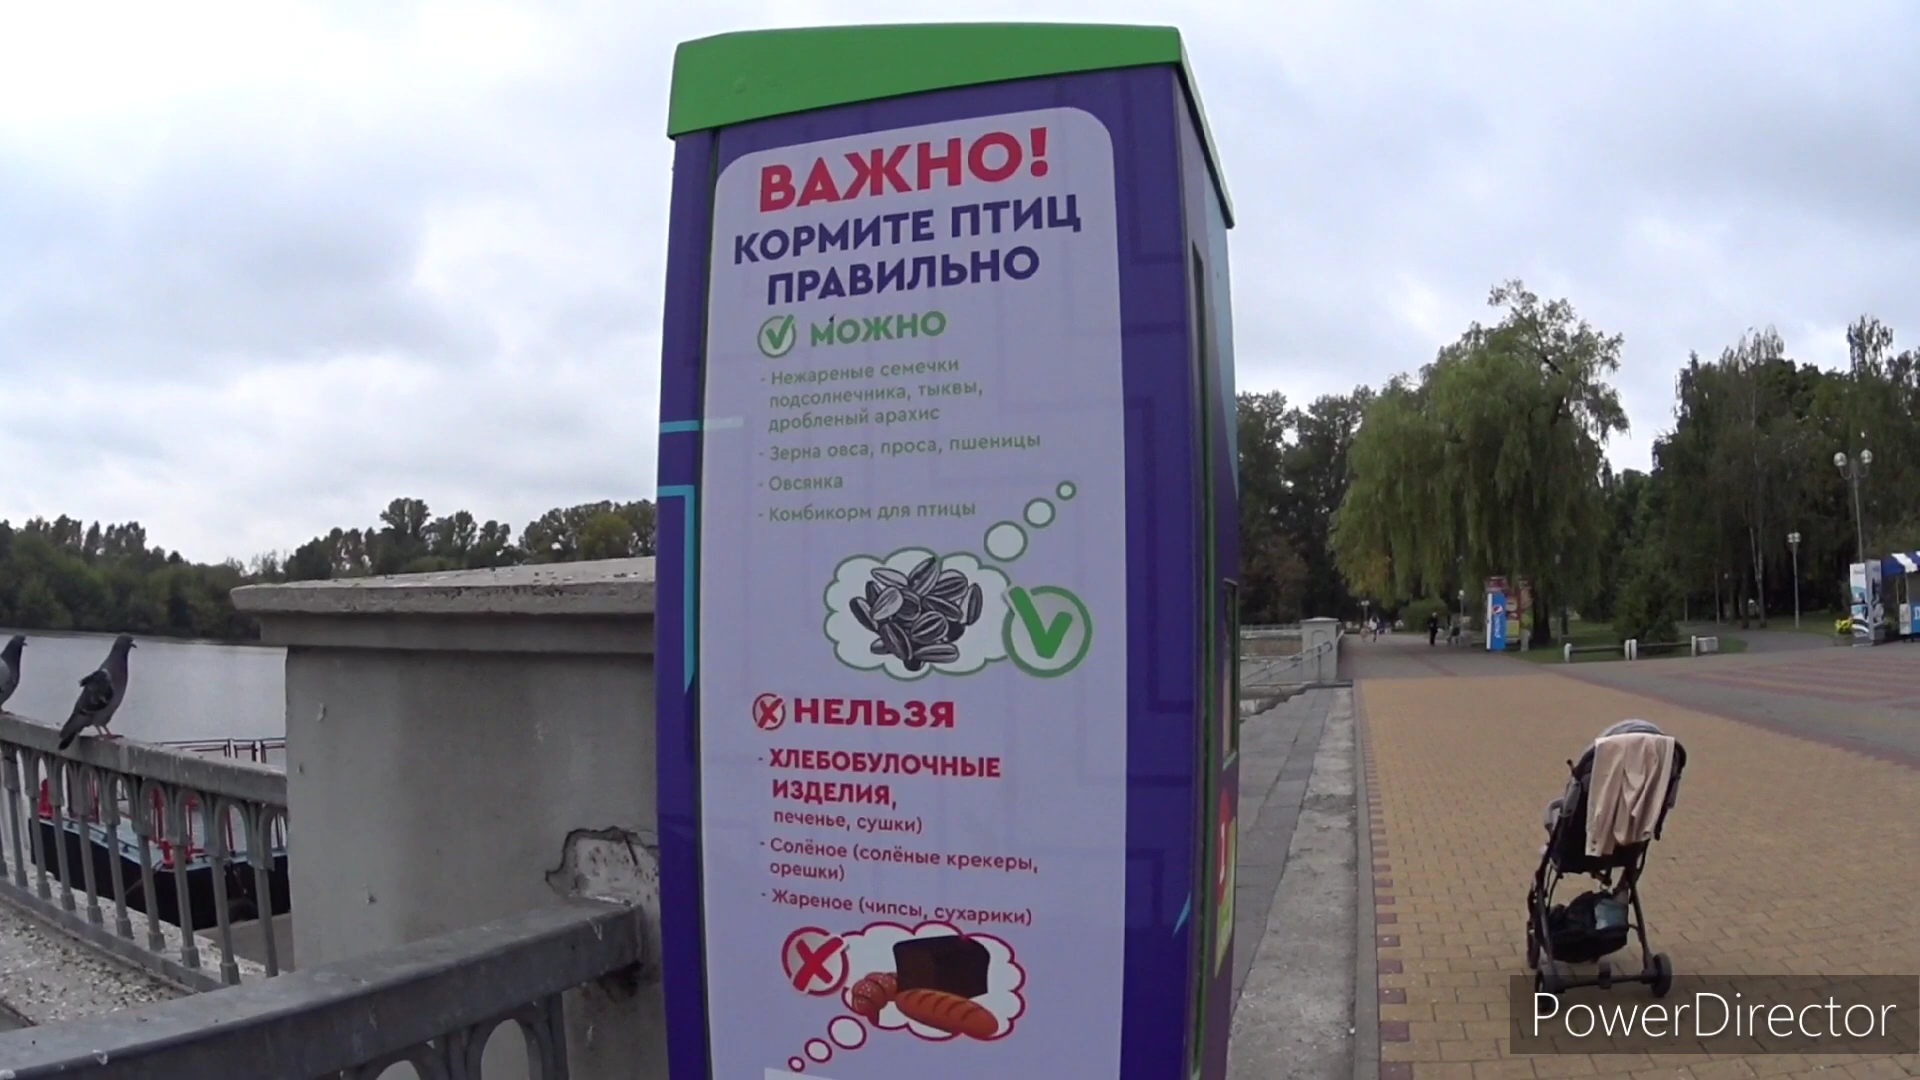 ВАЖНО!
КОРМИТЕ ПТИЦ
ПРАВИЛЬНО
МОЖНО
- Нежареные семечки
подсолнечника, тыквы,
дробленый арахис
- Зерна овса, проса, пшеницы
- Овсянка
- Комбикорм для птицы
НЕЛЬЗЯ
- ХЛЕБОБУЛОЧНЫЕ
ИЗДЕЛИЯ,
печенье, сушки)
- Солёное (солёные крекеры,
орешки)
- Жареное (чипсы, сухарики)
PowerDirector